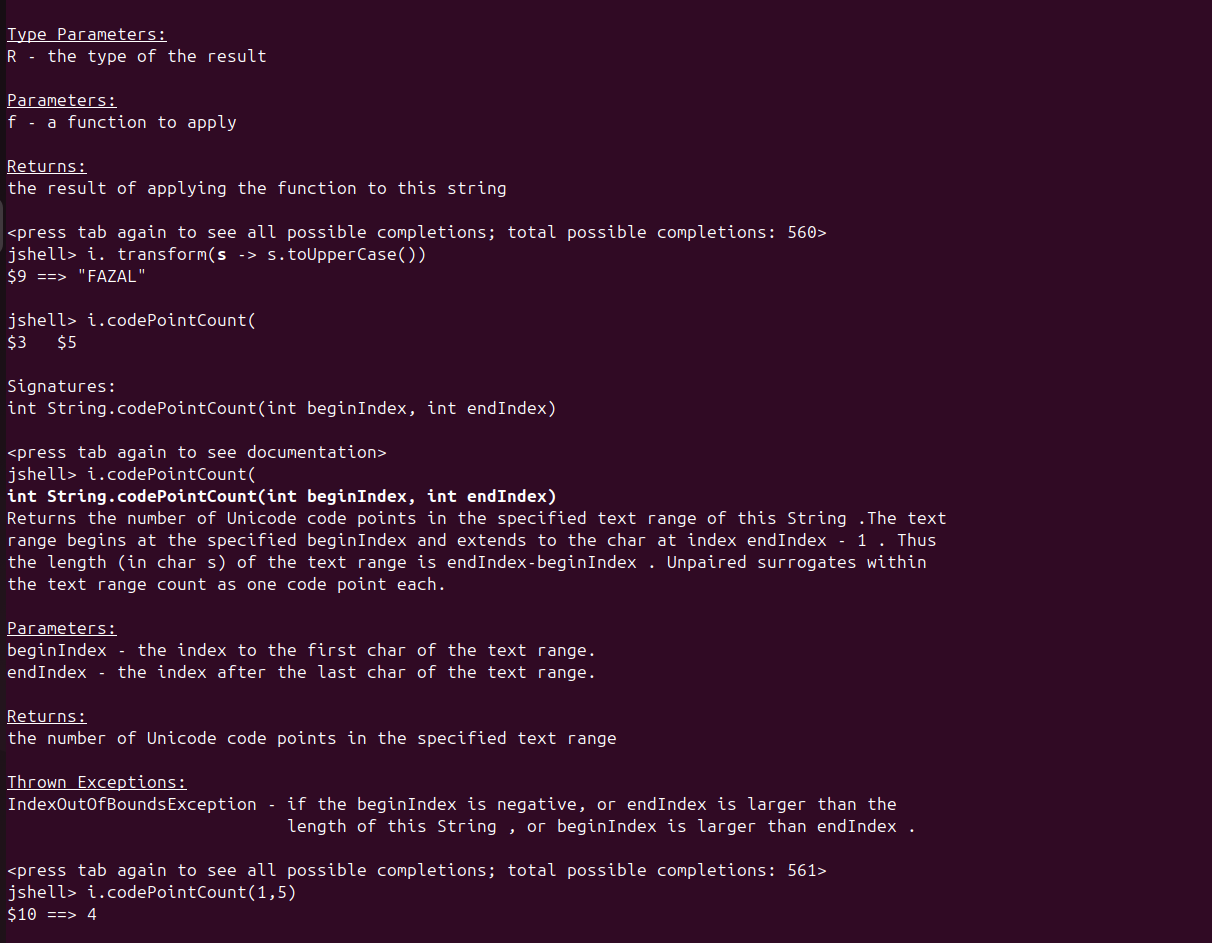 Type Parameters:
R - the type of the result
Parameters:
f - a function to apply
Returns:
the result of applying the function to this string
<press tab again to see all possible completions; total possible completions: 560>
jshell> i. transform(s -> s.toUpperCase())
$9 ==> "FAZAL"
jshell> i.codePointCount(
$3   $5
Signatures:
int String.codePointCount(int beginIndex, int endIndex)
<press tab again to see documentation>
jshell> i.codePointCount(
int String.codePointCount(int beginIndex, int endIndex)
Returns the number of Unicode code points in the specified text range of this String .The text
range begins at the specified beginIndex and extends to the char at index endIndex - 1 . Thus
the length (in char s) of the text range is endIndex-beginIndex . Unpaired surrogates within
the text range count as one code point each.
Parameters:
beginIndex - the index to the first char of the text range.
endIndex - the index after the last char of the text range.
Returns:
the number of Unicode code points in the specified text range
Thrown Exceptions:
IndexOutOfBoundsException - if the beginIndex is negative, or endIndex is larger than the
length of this String , or beginIndex is larger than endIndex .
<press tab again to see all possible completions; total possible completions: 561>
jshell> i.codePointCount(1,5)
$10 ==> 4